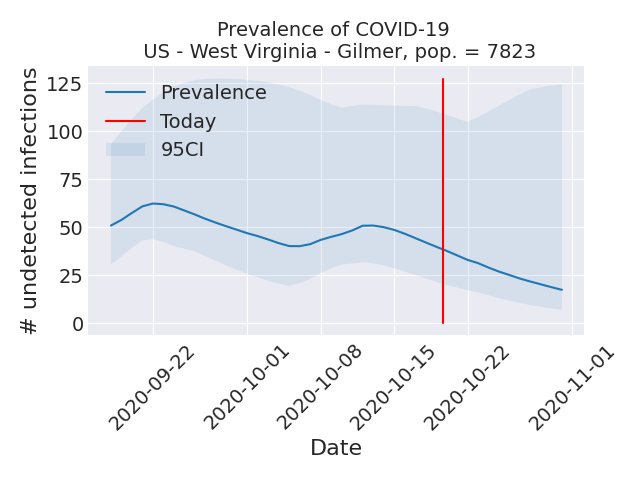 Prevalence of COVID-19
US - West Virginia - Gilmer, pop. = 7823
# undetected infections
125
100
75
50
25
0
Prevalence
Today
95CI
2020-09-22
2020-10-01
2020-10-08
2020-10-15
2020-10-22
2020-11-01
Date